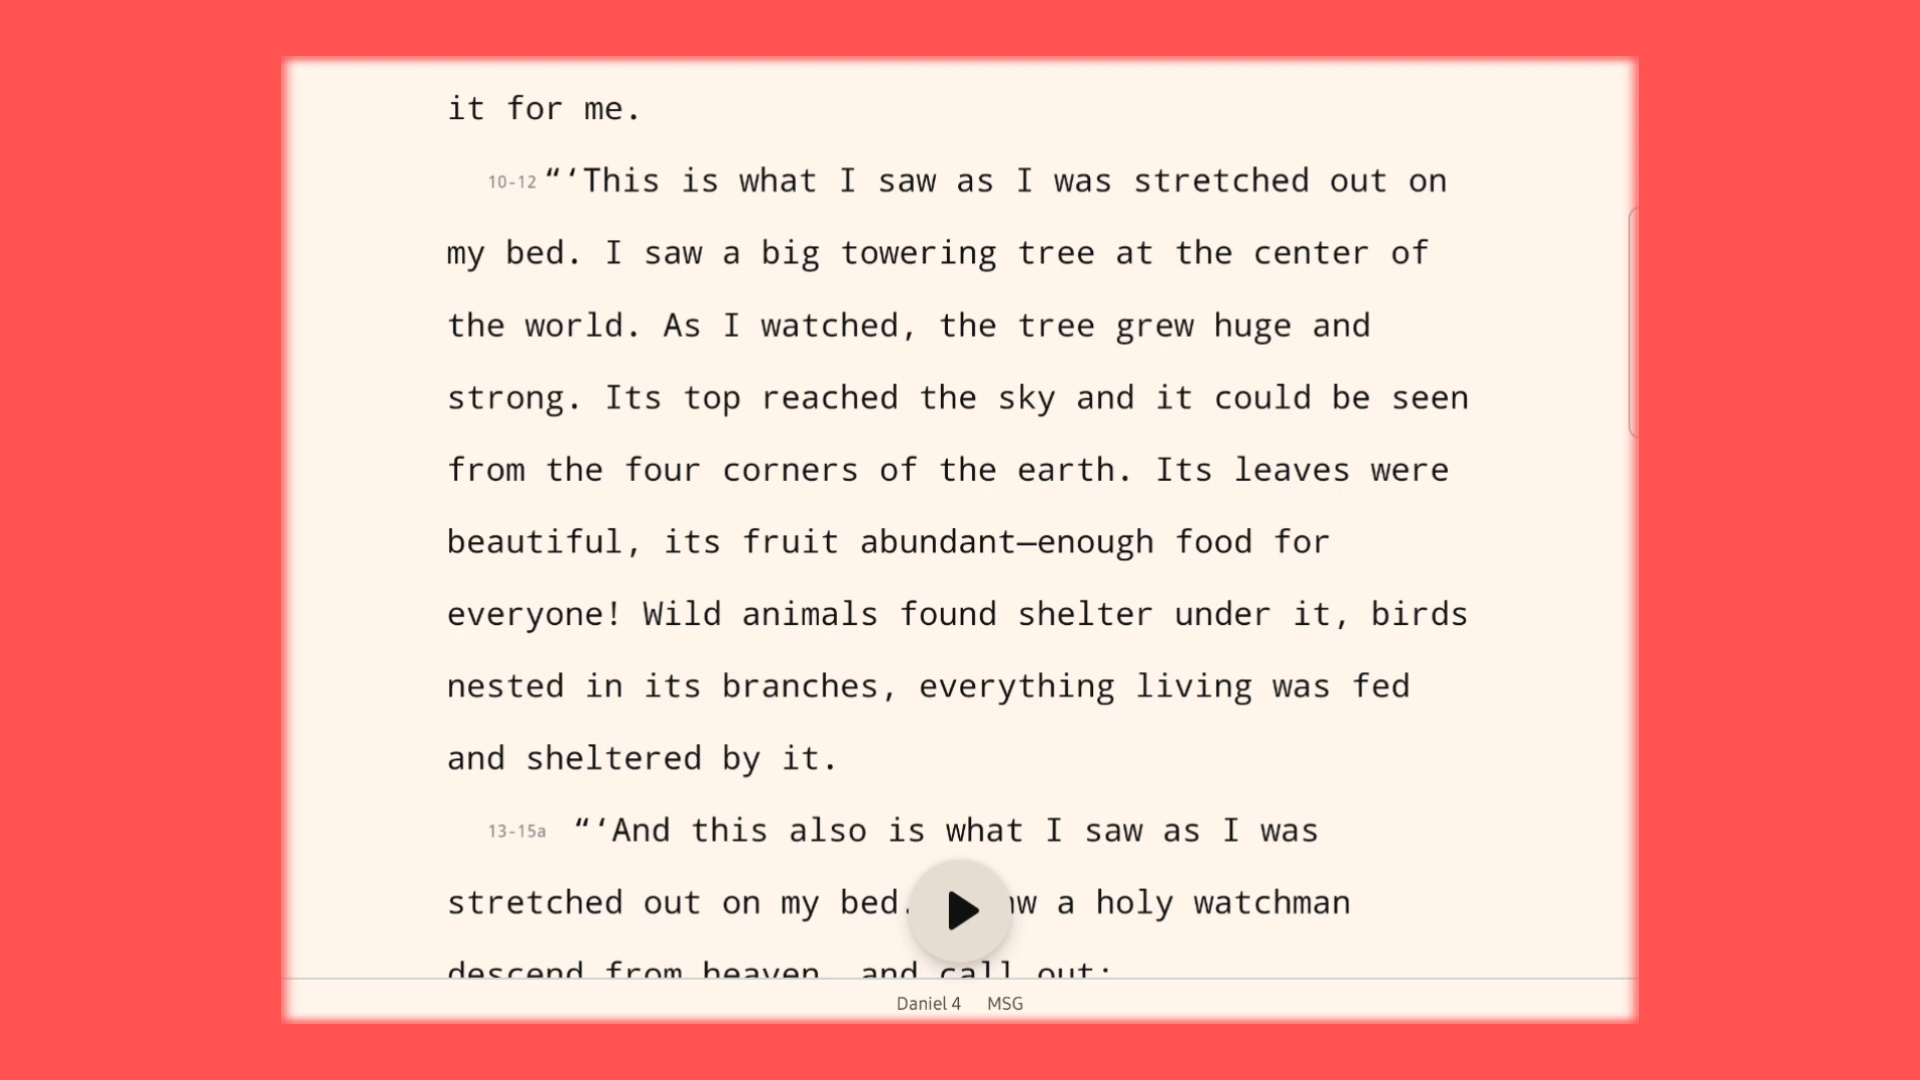 it for me.
10-12 “‘This is what I saw as I was stretched out on
my bed. I saw a big towering tree at the center of
the world. As I watched, the tree grew huge and
strong. Its top reached the sky and it could be seen
from the four corners of the earth. Its leaves were
beautiful, its fruit abundant—enough food for
everyone! Wild animals found shelter under it, birds
nested in its branches, everything living was fed
and sheltered by it.
13-15a “‘And this also is what I saw as I was
stretched out on my bed. a holy watchman
descend from heaven, and call out:
Daniel 4 MSG